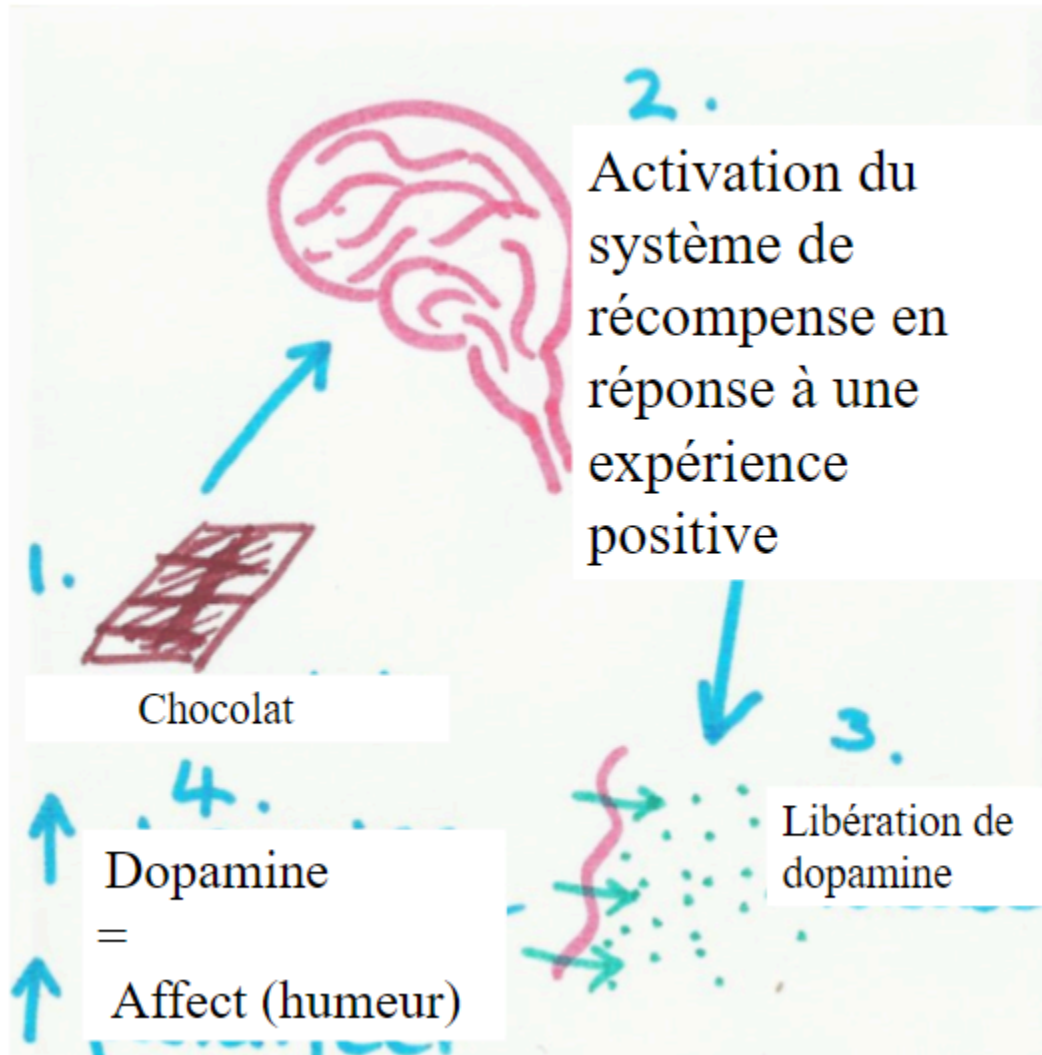 1.
Chocolat
2.
Activation du
système de
récompense en
réponse à une
expérience
positive
3.
Libération de
dopamine
4.
Dopamine
=
Affect (humeur)